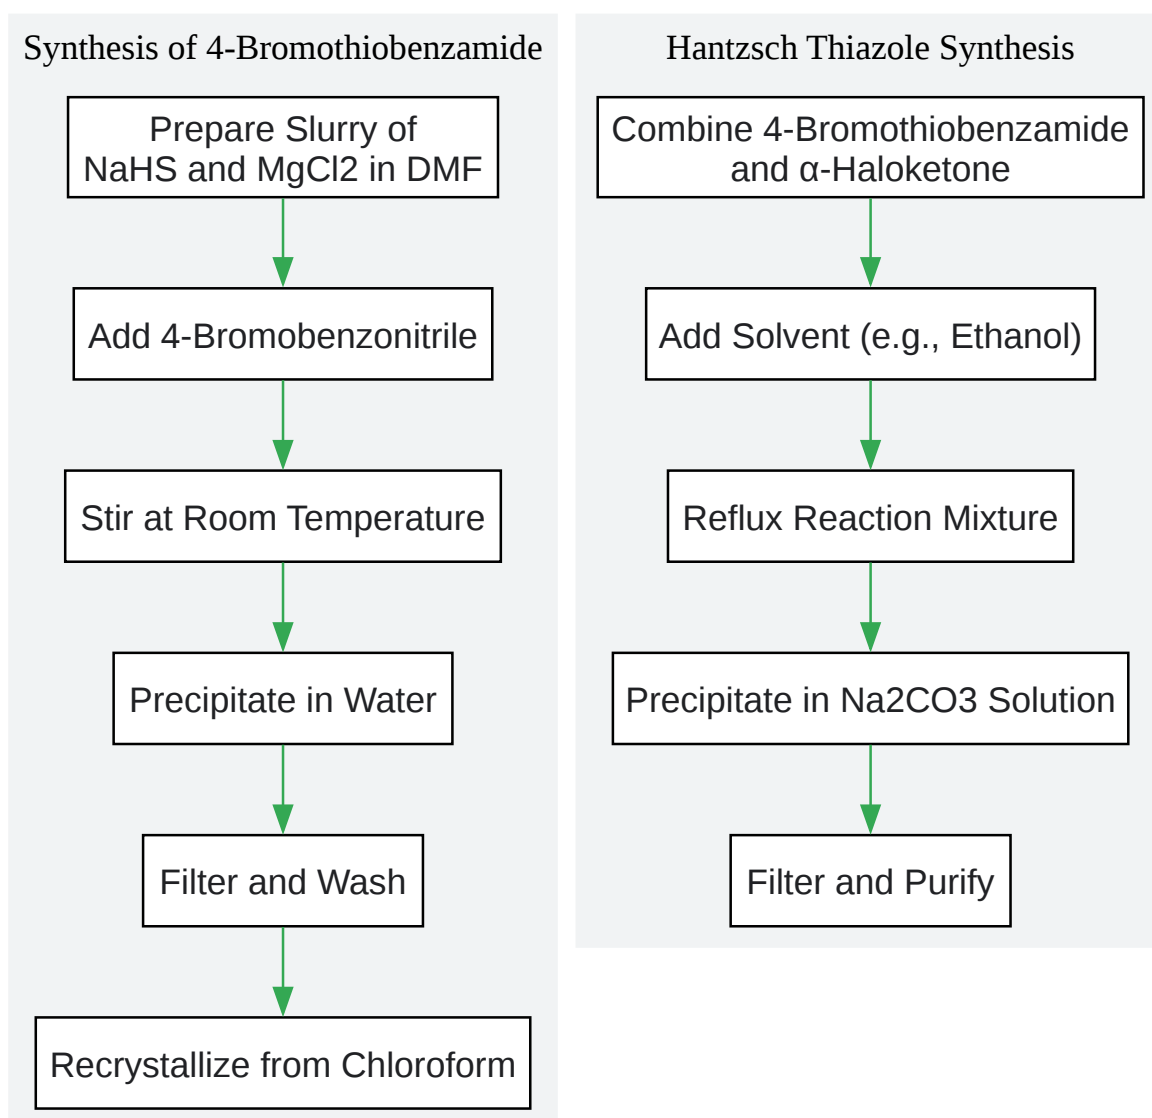 Synthesis of 4-Bromothiobenzamide
Prepare Slurry of
NaHS and MgCl2 in DMF
Add 4-Bromobenzonitrile
Stir at Room Temperature
Precipitate in Water
Filter and Wash
Recrystallize from Chloroform
Hantzsch Thiazole Synthesis
Combine 4-Bromothiobenzamide
and α-Haloketone
Add Solvent (e.g., Ethanol)
Reflux Reaction Mixture
Precipitate in Na2CO3 Solution
Filter and Purify